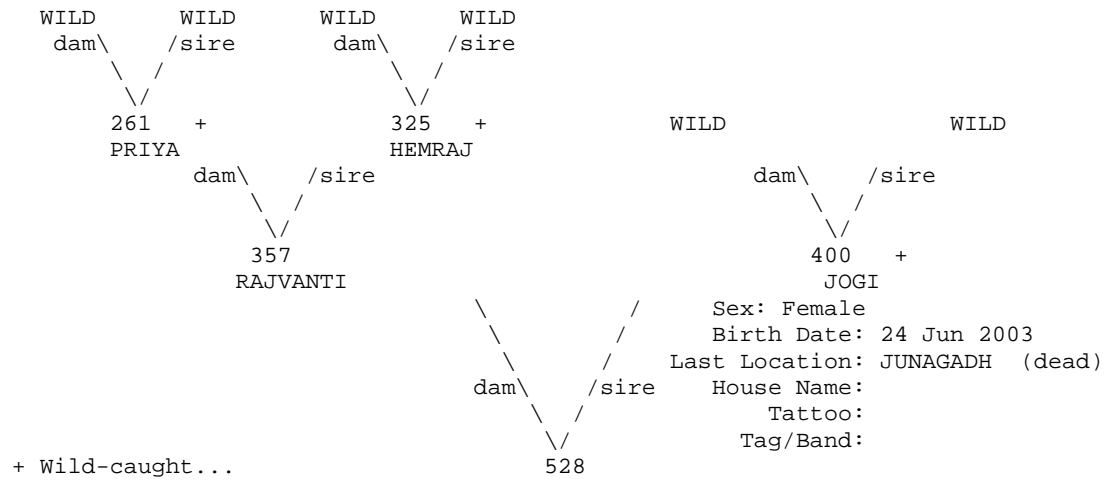 WILD WILD WILD WILD
dam\ /sire dam\ /sire
\ / \ /
\/ \/
261 + 325 + WILD WILD
PRIYA HEMRAJ
dam\ /sire dam\ /sire
\ / \ /
\/ \/
357 400 +
RAJVANTI JOGI
\ / Sex: Female
\ / Birth Date: 24 Jun 2003
\ / Last Location: JUNAGADH (dead)
dam\ /sire House Name:
\ / Tattoo:
\/ Tag/Band:
+ Wild-caught... 528